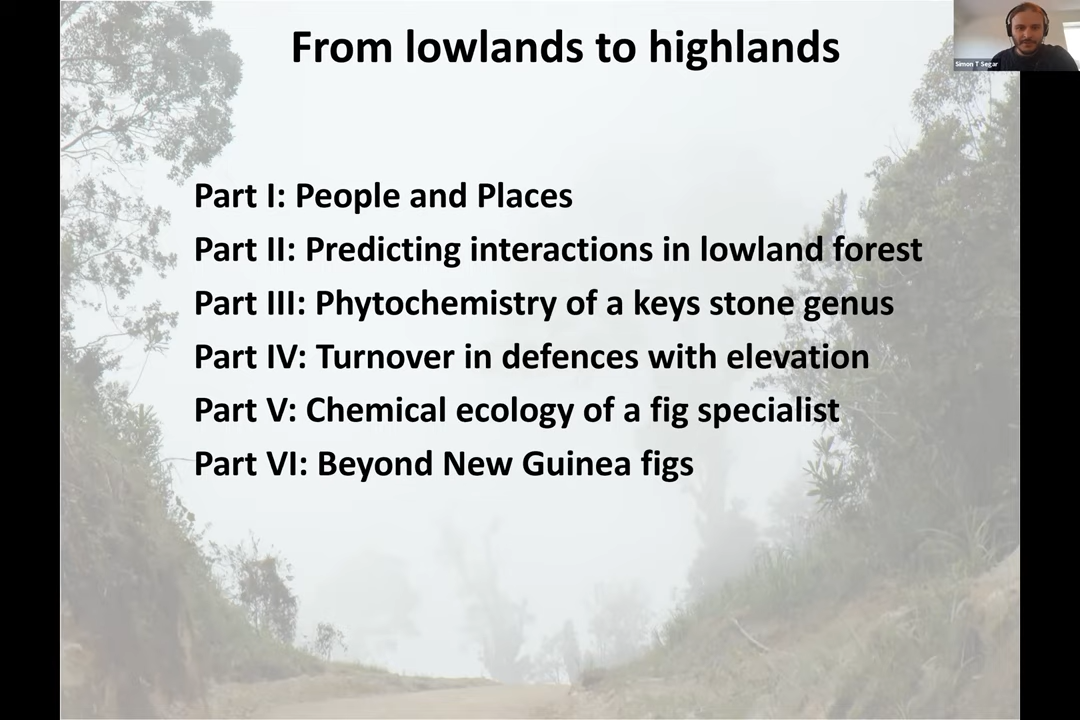 From lowlands to highlands
Simon T Segar
Part I: People and Places
Part II: Predicting interactions in lowland forest
Part III: Phytochemistry of a keys stone genus
Part IV: Turnover in defences with elevation
Part V: Chemical ecology of a fig specialist
Part VI: Beyond New Guinea figs